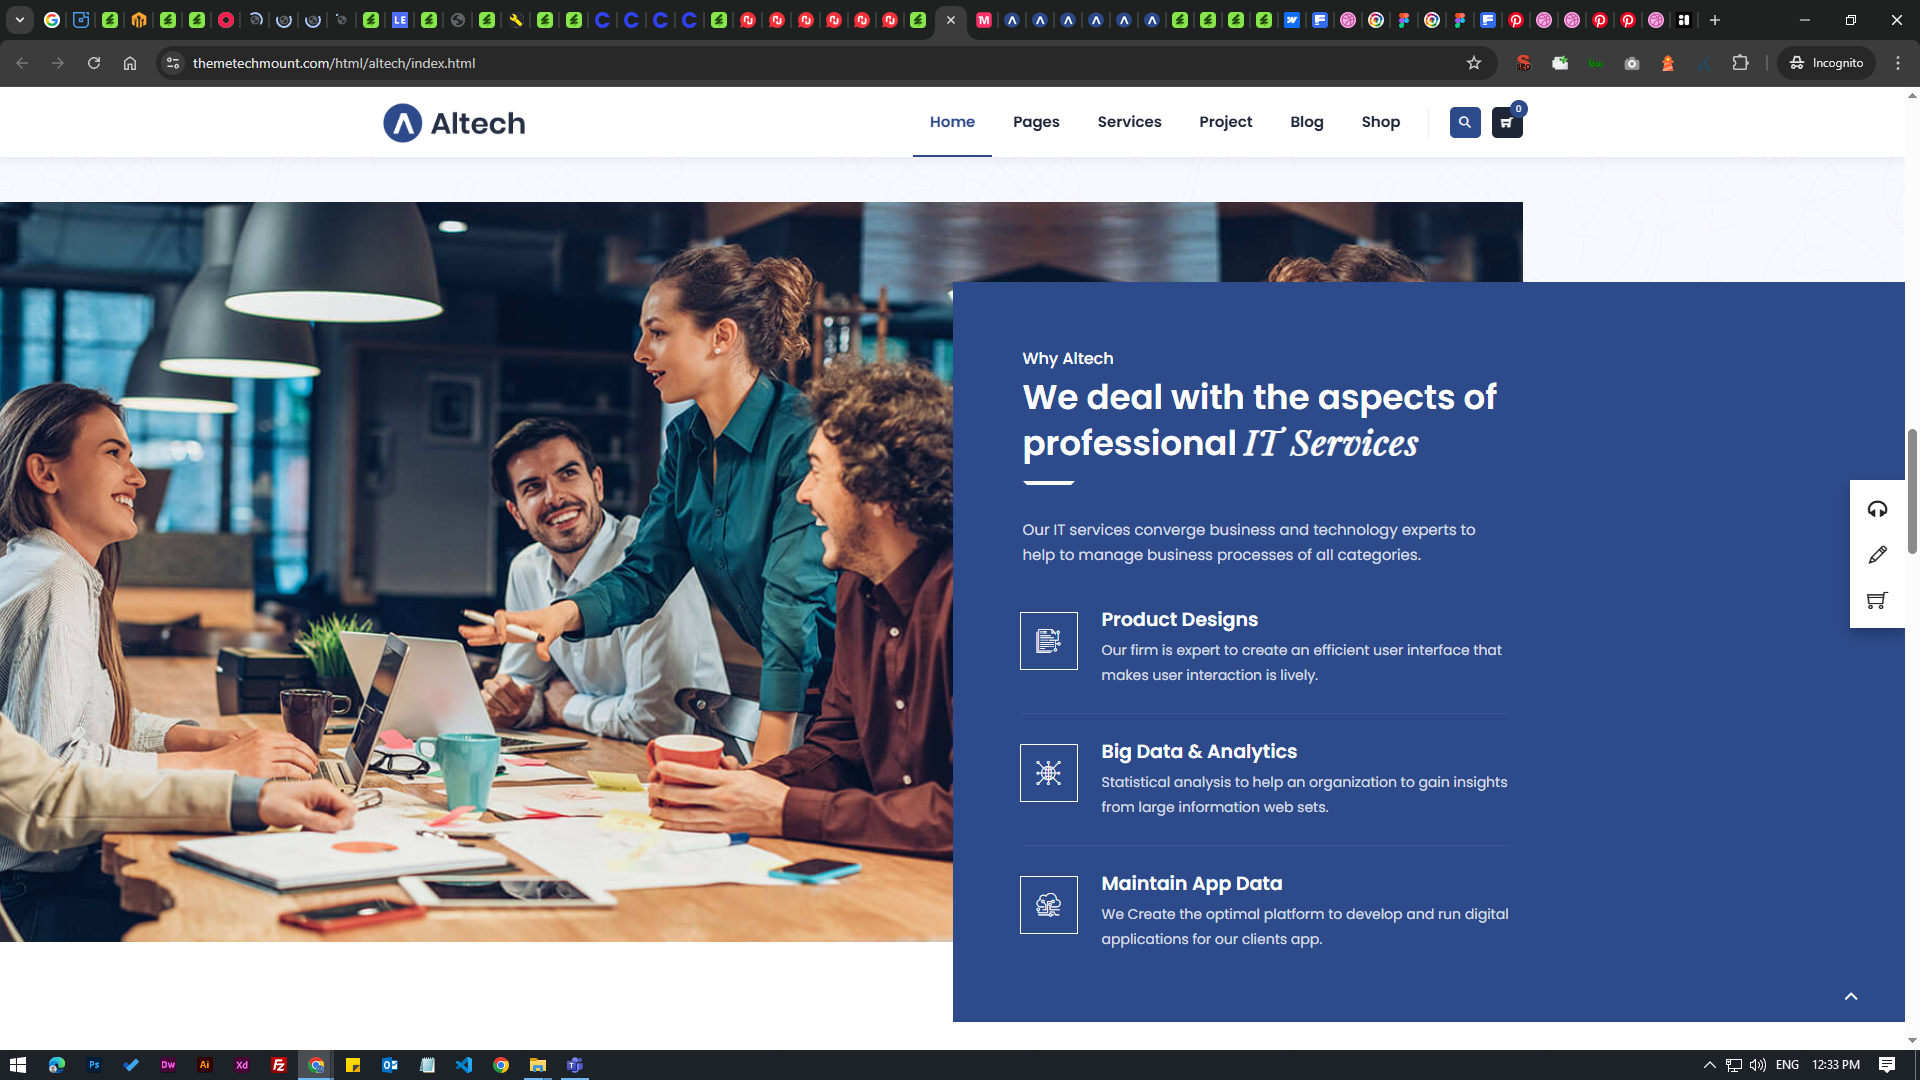 themetechmount.com/html/altech/index.html
Incognito
Altech
Home
Pages
Services
Project
Blog
Shop
0
Why Altech
We deal with the aspects of
professional IT Services
Our IT services converge business and technology experts to
help to manage business processes of all categories.
Product Designs
Our firm is expert to create an efficient user interface that
makes user interaction is lively.
Big Data & Analytics
Statistical analysis to help an organization to gain insights
from large information web sets.
Maintain App Data
We Create the optimal platform to develop and run digital
applications for our clients app.
Ps
Dw
Ai
Xd
Fz
ENG
12:33 PM